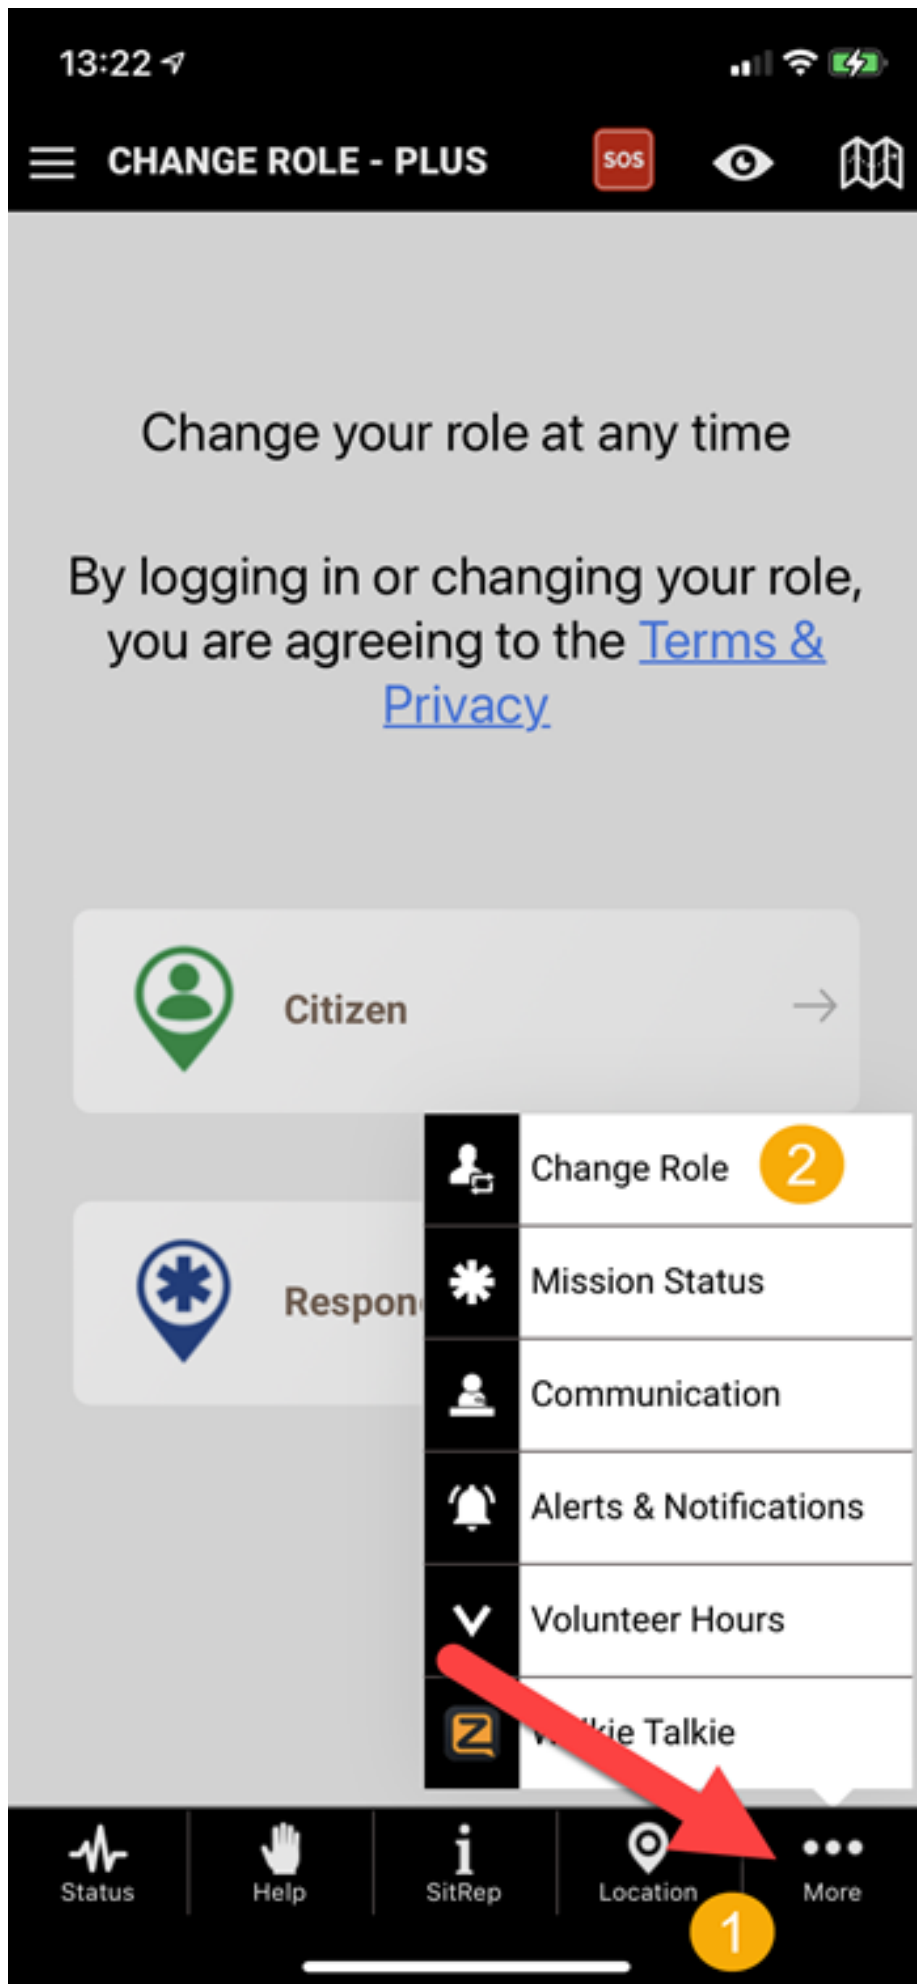 13:22
CHANGE ROLE - PLUS
SOS
Change your role at any time
By logging in or changing your role,
you are agreeing to the Terms &
Privacy
Citizen
Change Role
2
Mission Status
Respon
Communication
Alerts & Notifications
Volunteer Hours
Z
Talkie
Status
Help
SitRep
Location
More
1